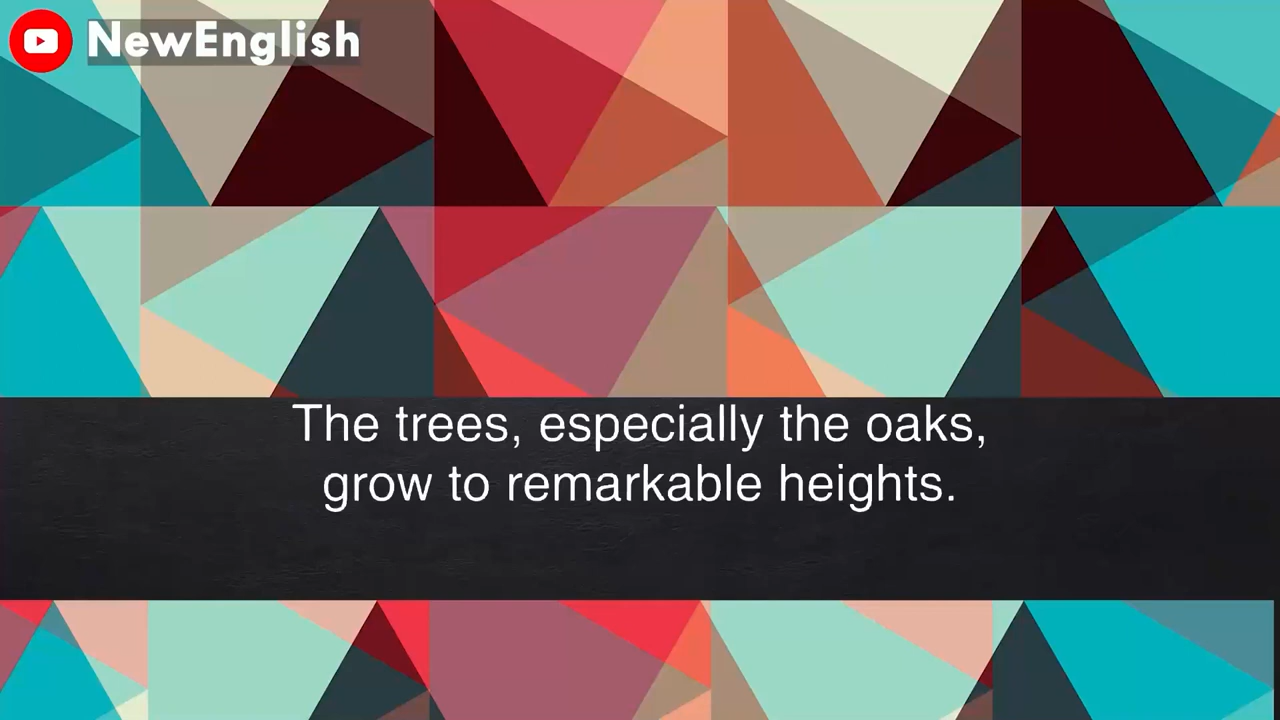 NewEnglish
The trees, especially the oaks,
grow to remarkable heights.